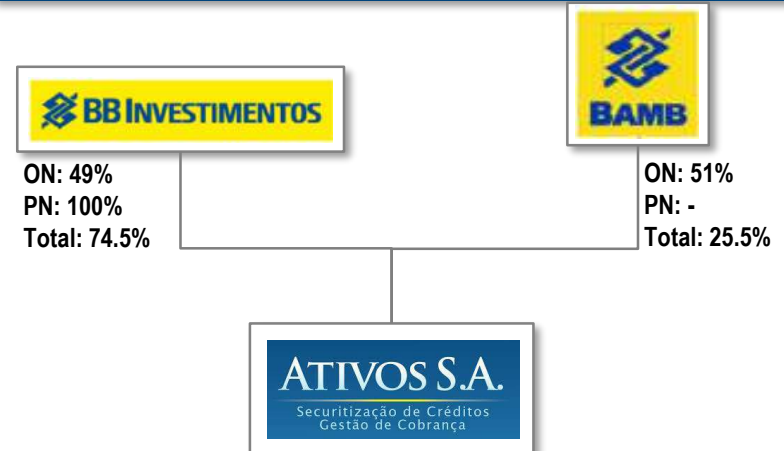 BB INVESTIMENTOS
ON: 49%
PN: 100%
Total: 74.5%
BAMB
ON: 51%
PN: -
Total: 25.5%
ATIVOS S.A.
Securitização de Créditos
Gestão de Cobrança